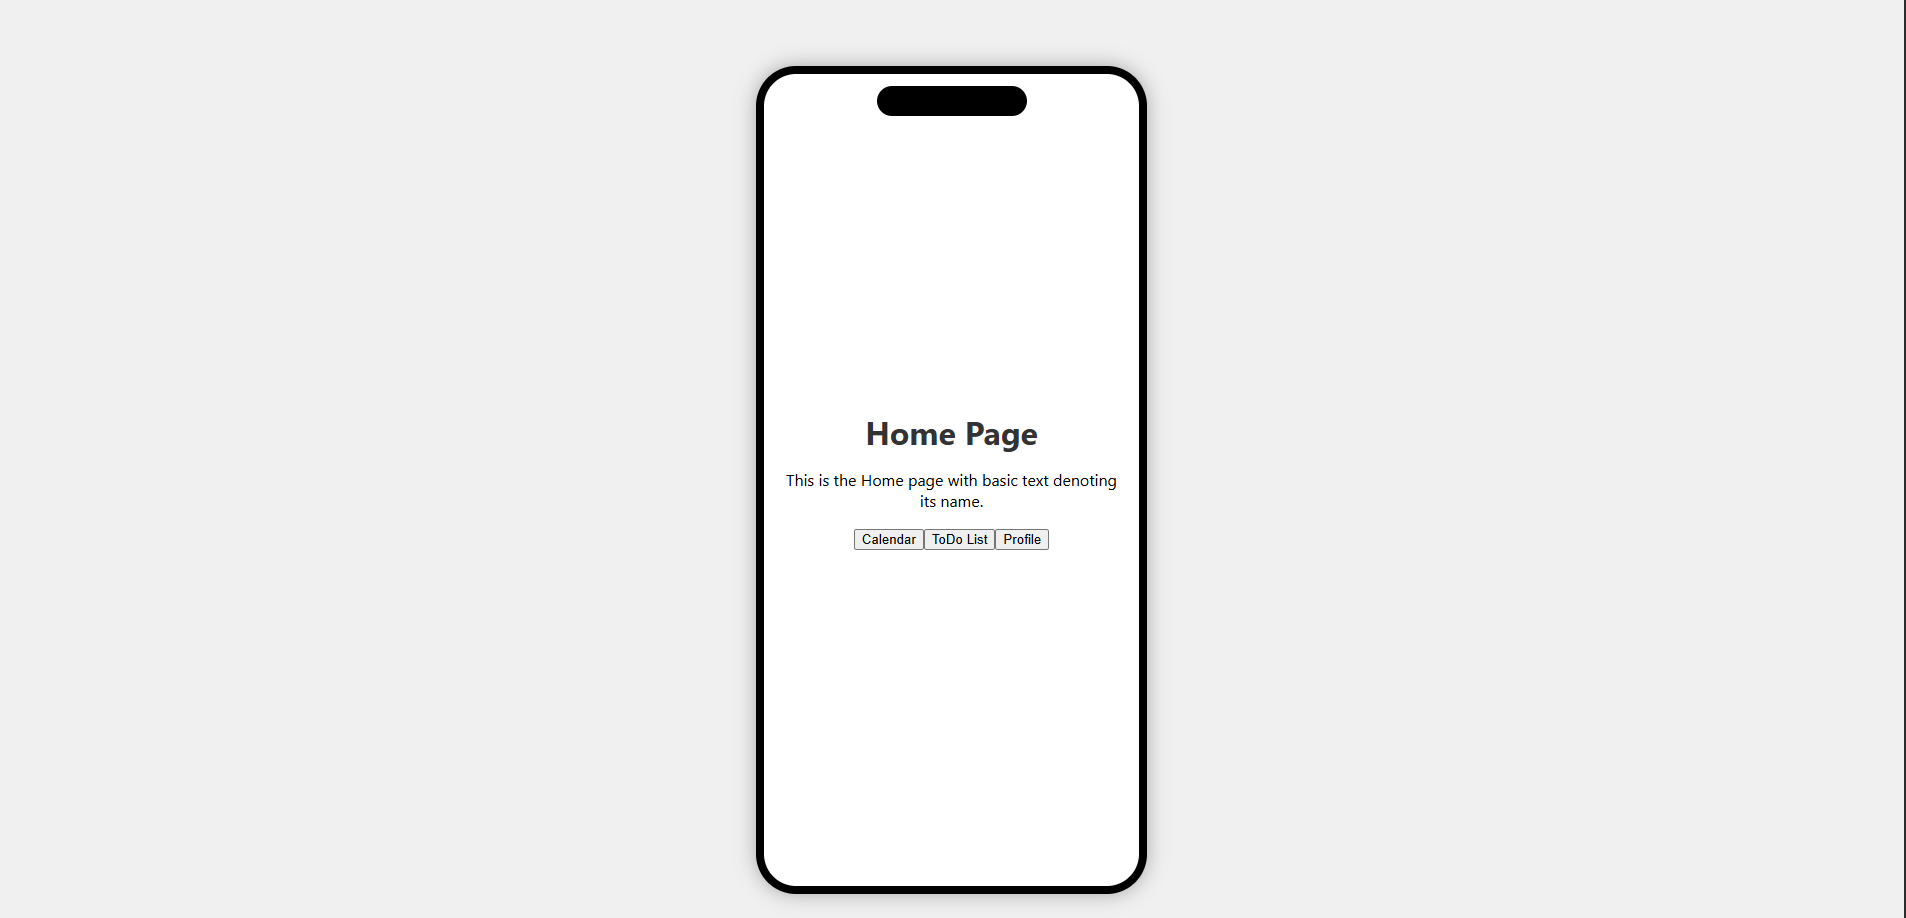 Home Page
This is the Home page with basic text denoting
its name.
Calendar ToDo List Profile